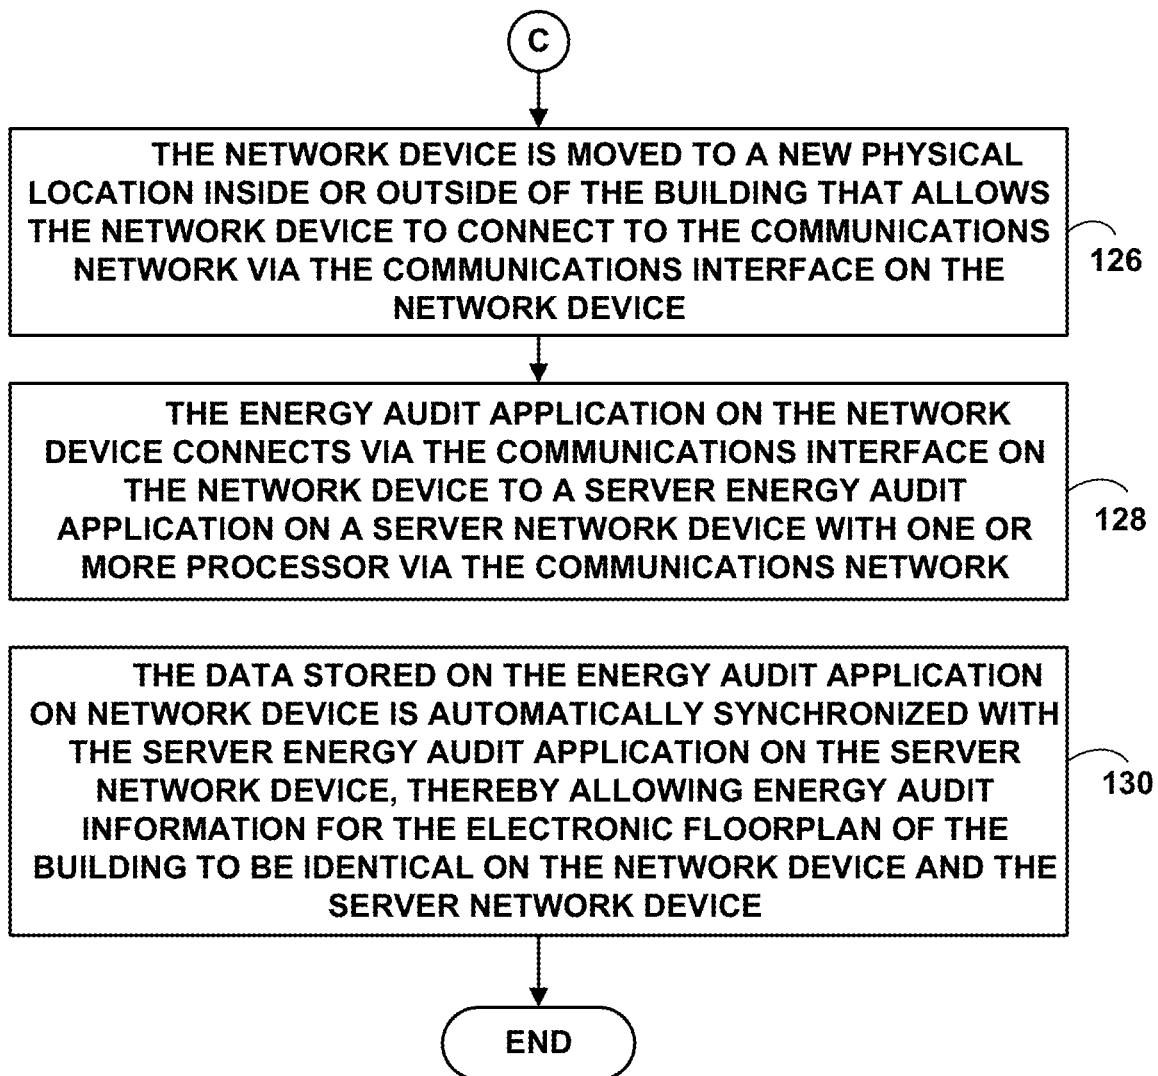 C
THE NETWORK DEVICE IS MOVED TO A NEW PHYSICAL
LOCATION INSIDE OR OUTSIDE OF THE BUILDING THAT ALLOWS
THE NETWORK DEVICE TO CONNECT TO THE COMMUNICATIONS
NETWORK VIA THE COMMUNICATIONS INTERFACE ON THE
NETWORK DEVICE
126
THE ENERGY AUDIT APPLICATION ON THE NETWORK
DEVICE CONNECTS VIA THE COMMUNICATIONS INTERFACE ON
THE NETWORK DEVICE TO A SERVER ENERGY AUDIT
APPLICATION ON A SERVER NETWORK DEVICE WITH ONE OR
MORE PROCESSOR VIA THE COMMUNICATIONS NETWORK
128
THE DATA STORED ON THE ENERGY AUDIT APPLICATION
ON NETWORK DEVICE IS AUTOMATICALLY SYNCHRONIZED WITH
THE SERVER ENERGY AUDIT APPLICATION ON THE SERVER
NETWORK DEVICE, THEREBY ALLOWING ENERGY AUDIT
INFORMATION FOR THE ELECTRONIC FLOORPLAN OF THE
BUILDING TO BE IDENTICAL ON THE NETWORK DEVICE AND THE
SERVER NETWORK DEVICE
130
END